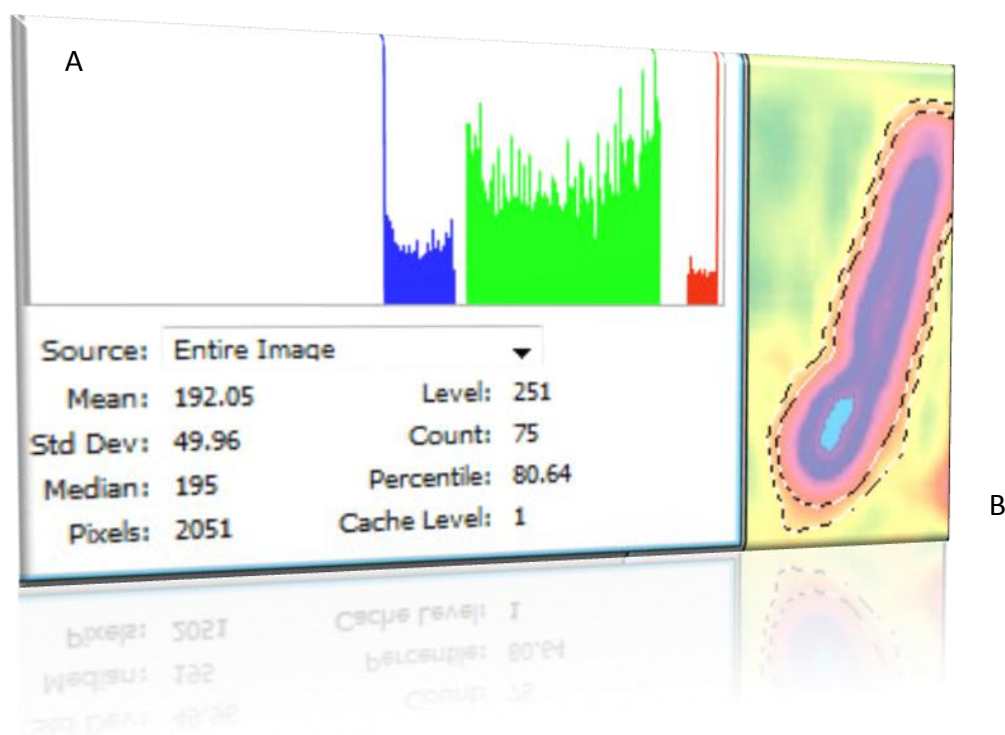 A
Source: Entire Image
Mean: 192.05 Level: 251
Std Dev: 49.96 Count: 75
Median: 195 Percentile: 80.64
Pixels: 2051 Cache Level: 1
B